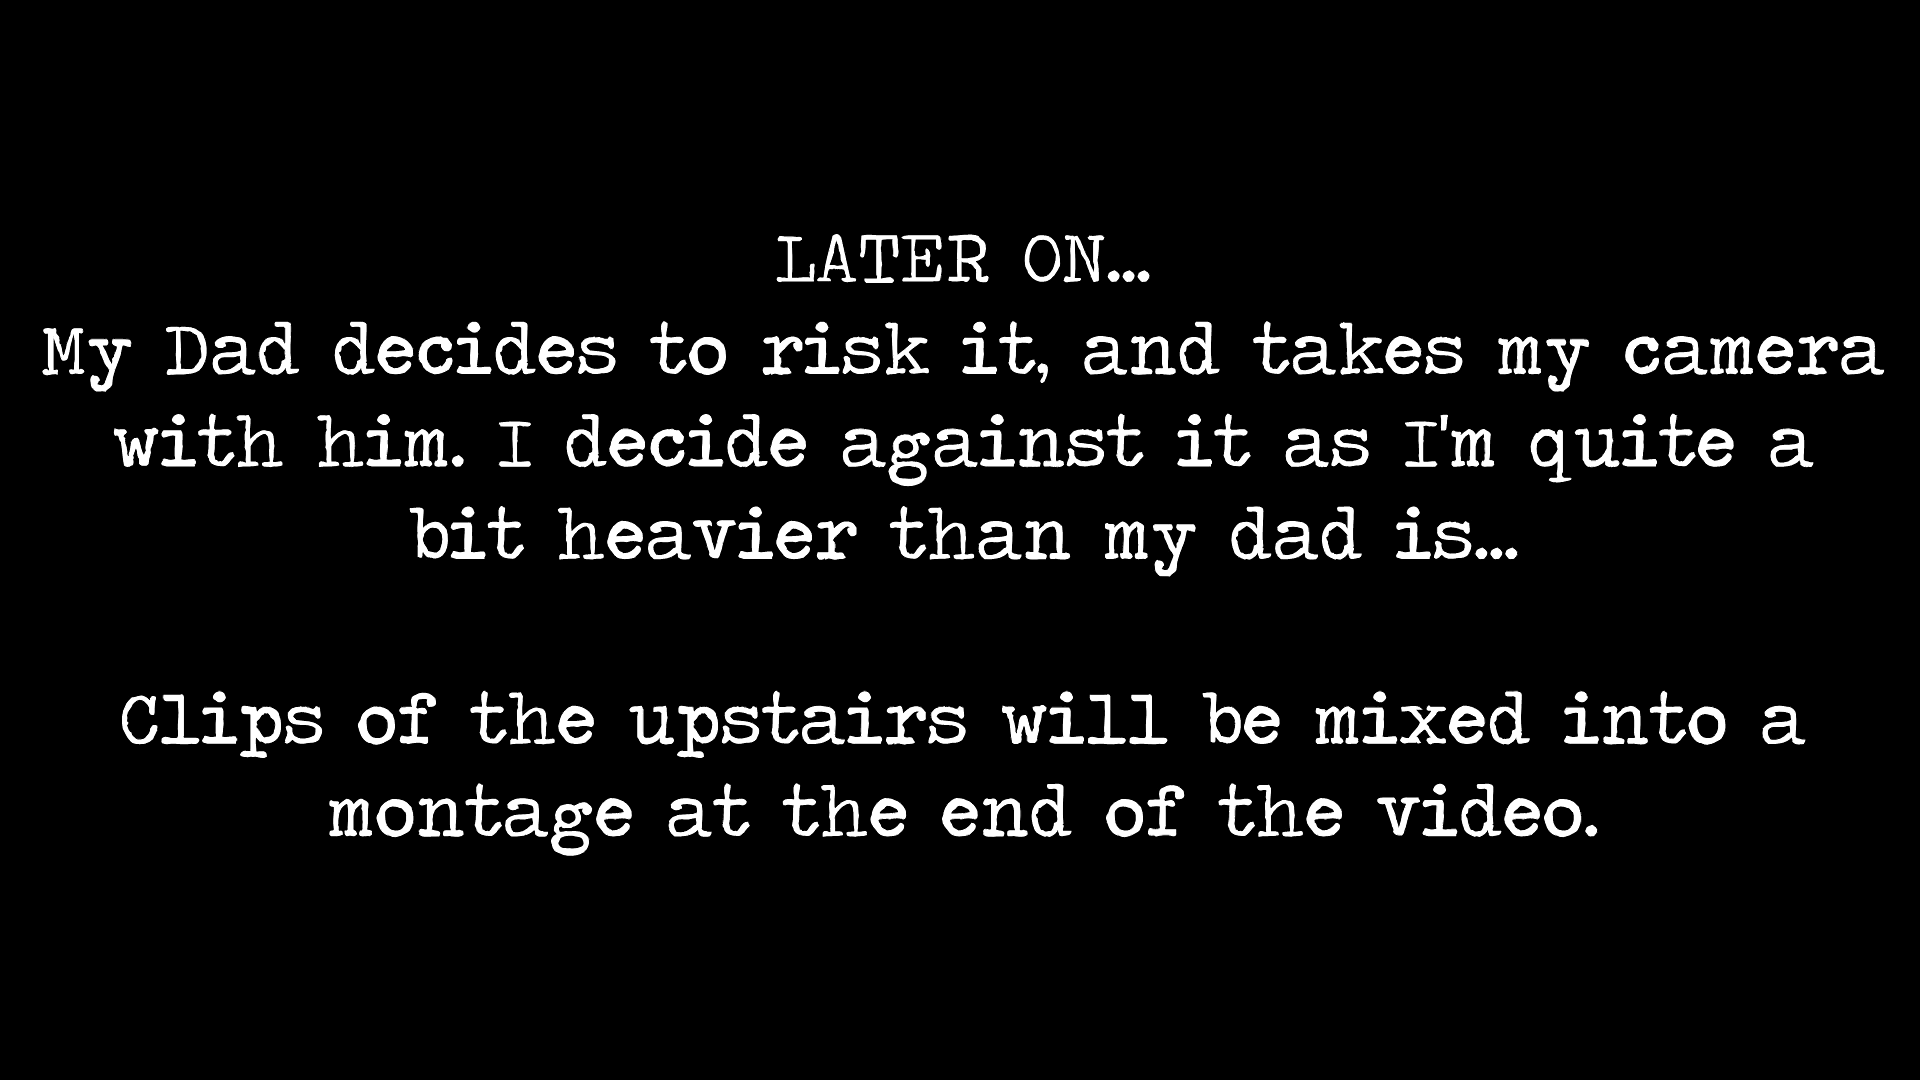 LATER ON...
My Dad decides to risk it, and takes my camera
with him. I decide against it as I'm quite a
bit heavier than my dad is...
Clips of the upstairs will be mixed into a
montage at the end of the video.